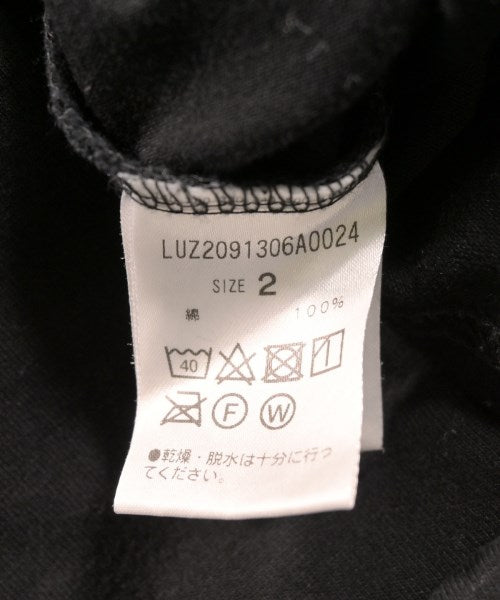 LUZ2091306A0024
SIZE 2
綿 100%
40
F W
●乾燥・脱水は十分に行っ
てください。